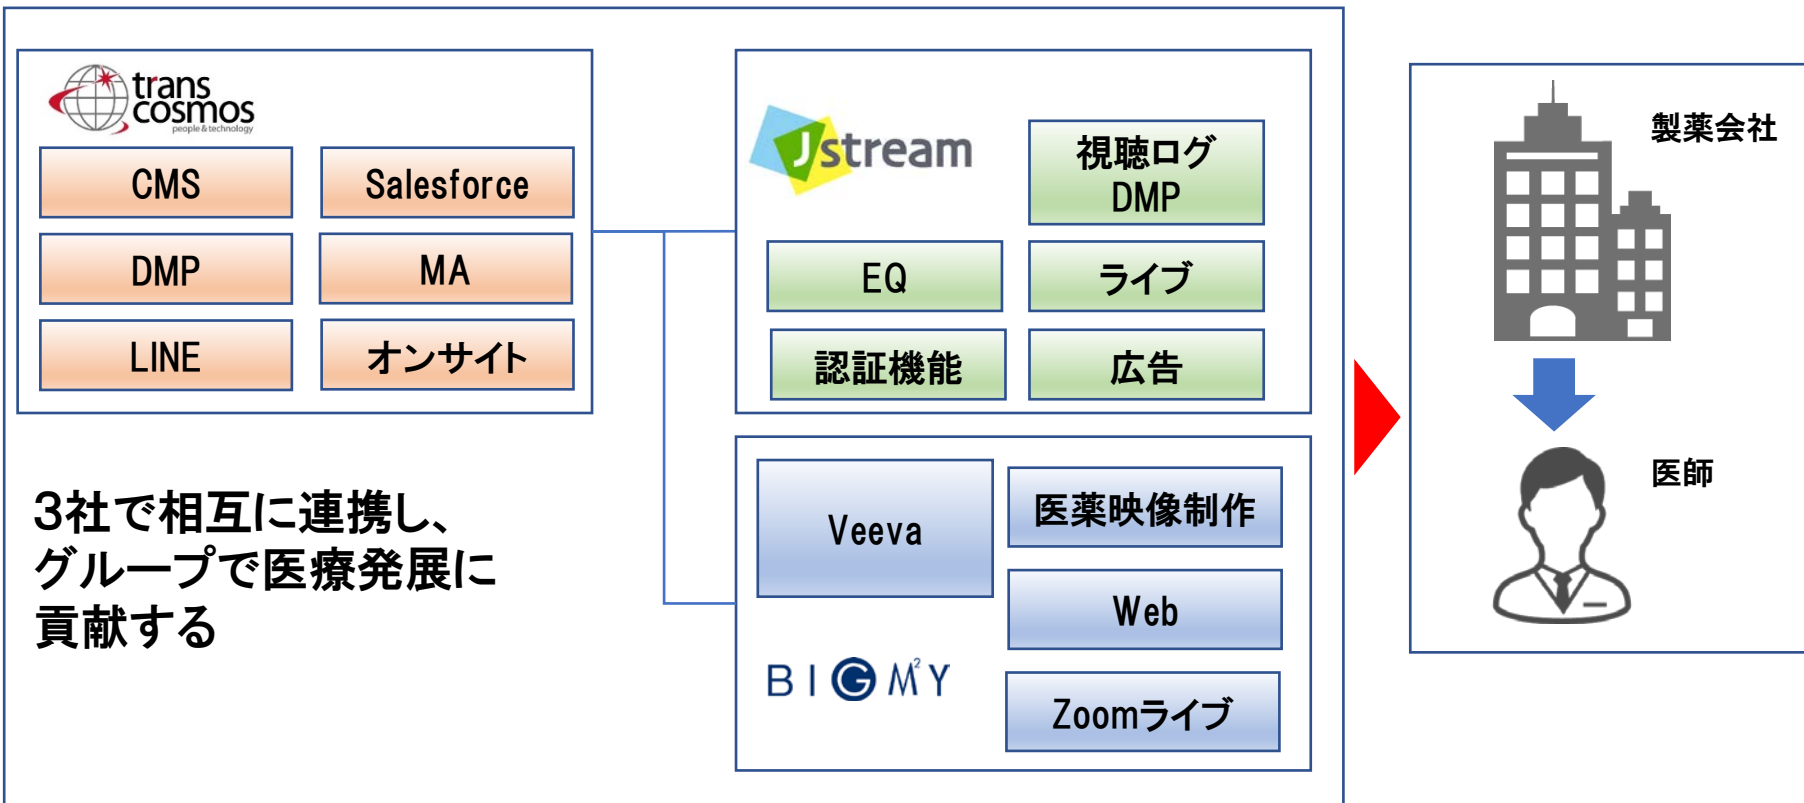 trans
cosmos
people & technology
CMS
Salesforce
DMP
MA
LINE
オンサイト
3社で相互に連携し、
グループで医療発展に
貢献する
Jstream
視聴ログ
DMP
EQ
ライブ
認証機能
広告
Veeva
医薬映像制作
Web
BIGM²Y
Zoomライブ
製薬会社
医師